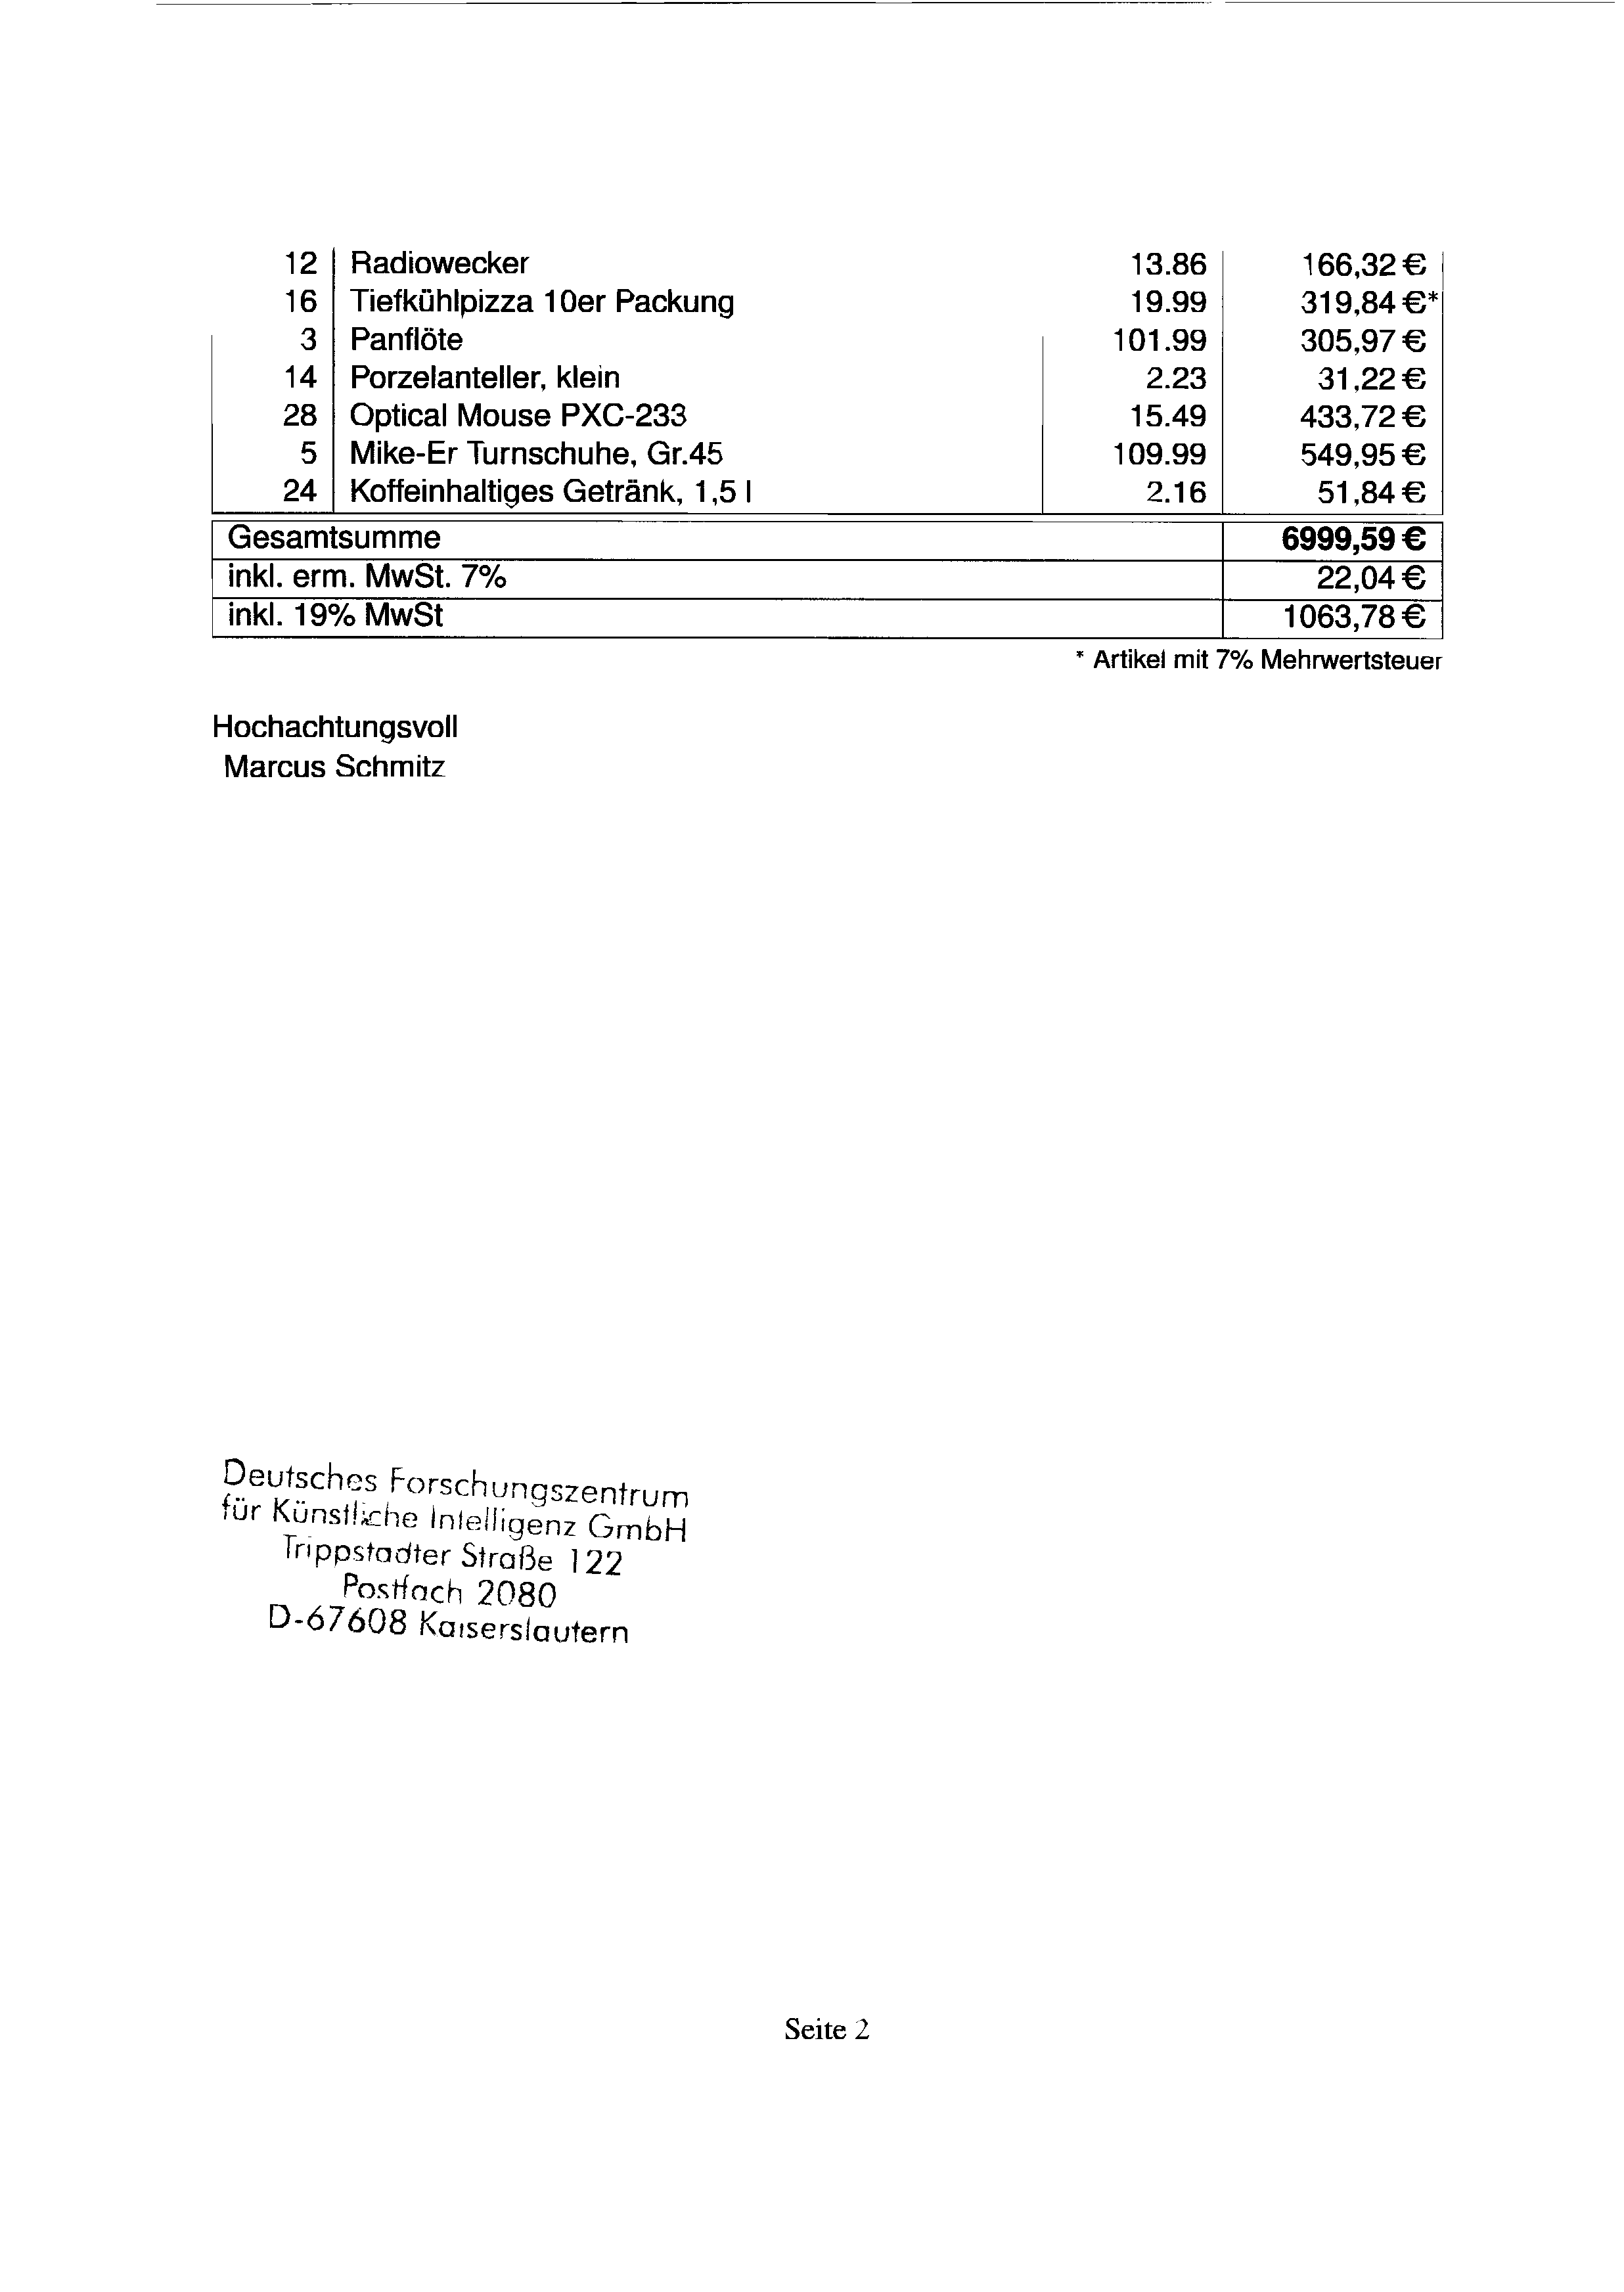 12 Radiowecker 13.86 166,32 €
16 Tiefkühlpizza 10er Packung 19.99 319,84 €*
3 Panflöte 101.99 305,97 €
14 Porzelanteller, klein 2.23 31,22 €
28 Optical Mouse PXC-233 15.49 433,72 €
5 Mike-Er Turnschuhe, Gr.45 109.99 549,95 €
24 Koffeinhaltiges Getränk, 1,5 l 2.16 51,84 €
Gesamtsumme 6999,59 €
inkl. erm. MwSt. 7% 22,04 €
inkl. 19% MwSt 1063,78 €
* Artikel mit 7% Mehrwertsteuer
Hochachtungsvoll
Marcus Schmitz
Deutsches Forschungszentrum
für Künstliche Intelligenz GmbH
Trippstadter Straße 122
Postfach 2080
D-67608 Kaiserslautern
Seite 2